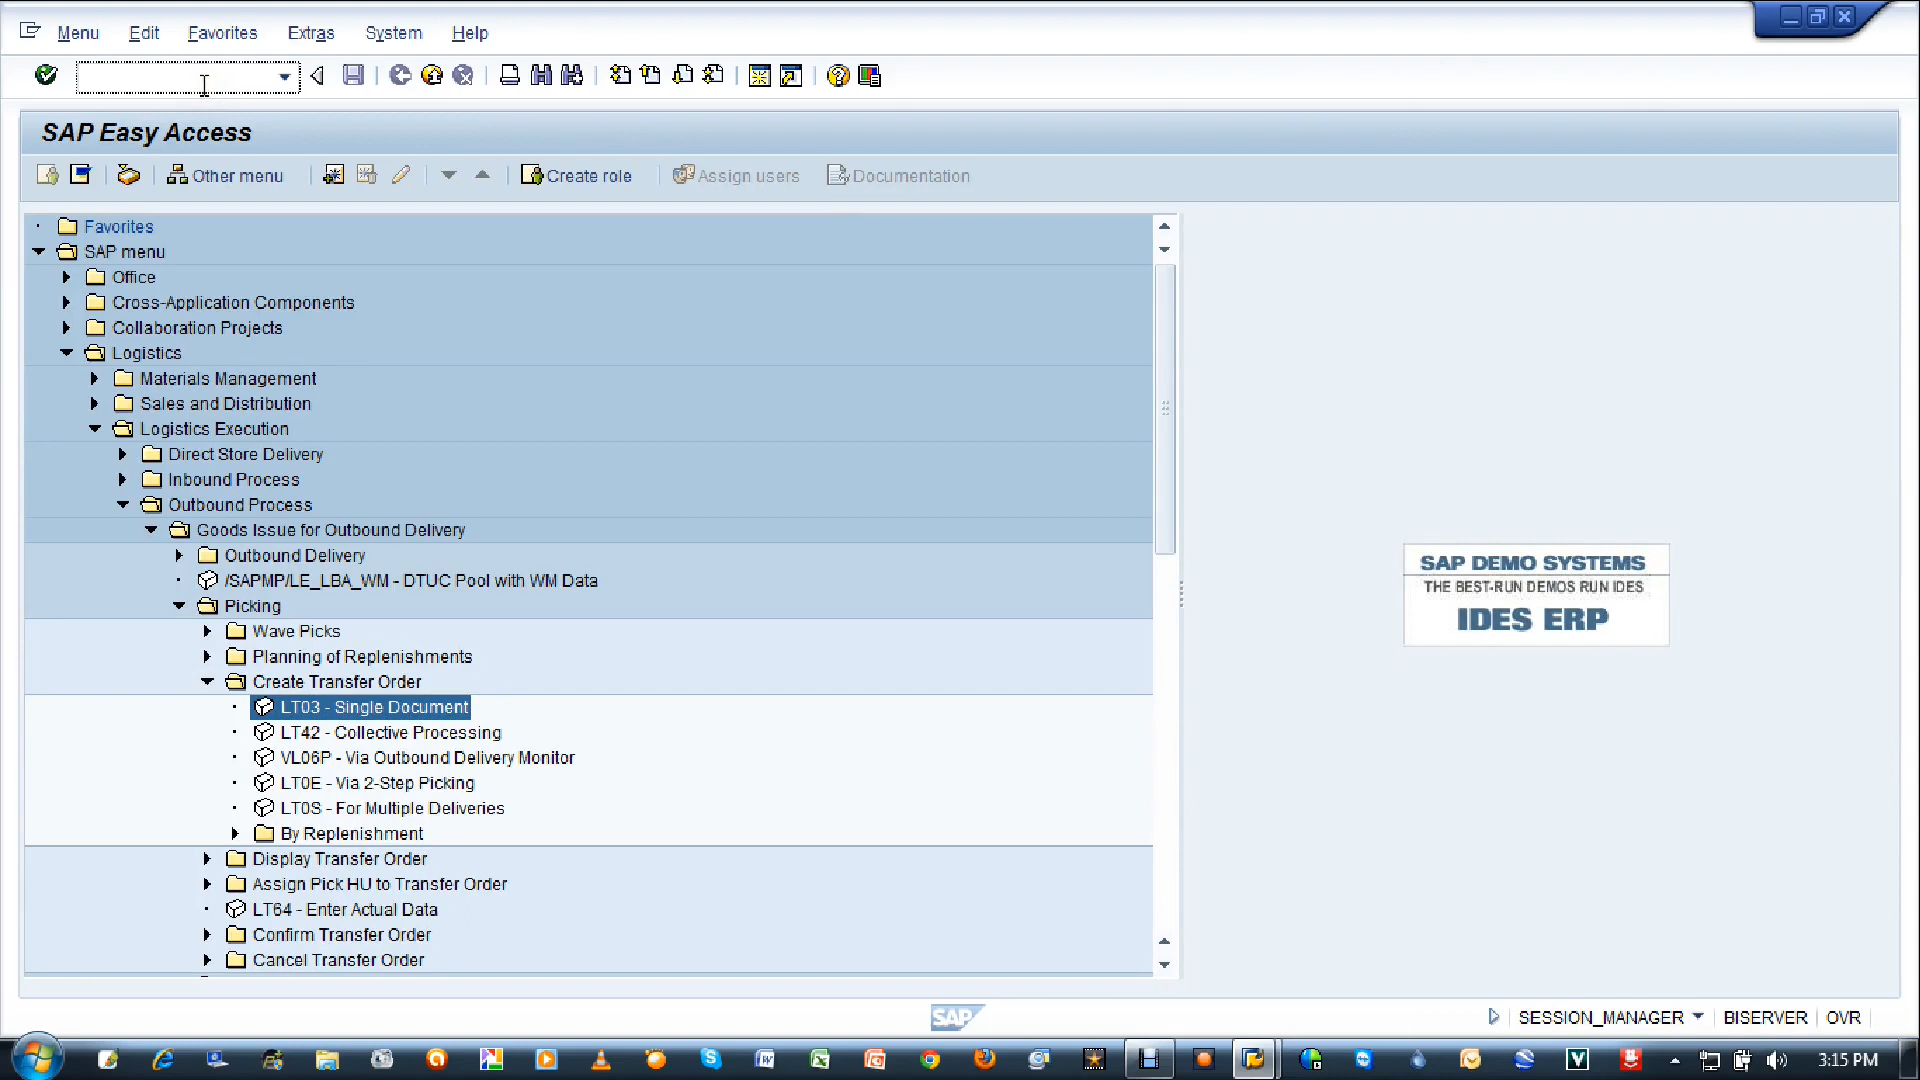 Menu Edit Favorites Extras System Help
SAP Easy Access
Other menu Create role Assign users Documentation
Favorites
SAP menu
Office
Cross-Application Components
Collaboration Projects
Logistics
Materials Management
Sales and Distribution
Logistics Execution
Direct Store Delivery
Inbound Process
Outbound Process
Goods Issue for Outbound Delivery
Outbound Delivery
/SAPMP/LE_LBA_WM - DTUC Pool with WM Data
Picking
Wave Picks
Planning of Replenishments
Create Transfer Order
LT03 - Single Document
LT42 - Collective Processing
VL06P - Via Outbound Delivery Monitor
LT0E - Via 2-Step Picking
LT0S - For Multiple Deliveries
By Replenishment
Display Transfer Order
Assign Pick HU to Transfer Order
LT64 - Enter Actual Data
Confirm Transfer Order
Cancel Transfer Order
SAP DEMO SYSTEMS
THE BEST-RUN DEMOS RUN IDES
IDES ERP
SAP
SESSION_MANAGER BISERVER OVR
3:15 PM